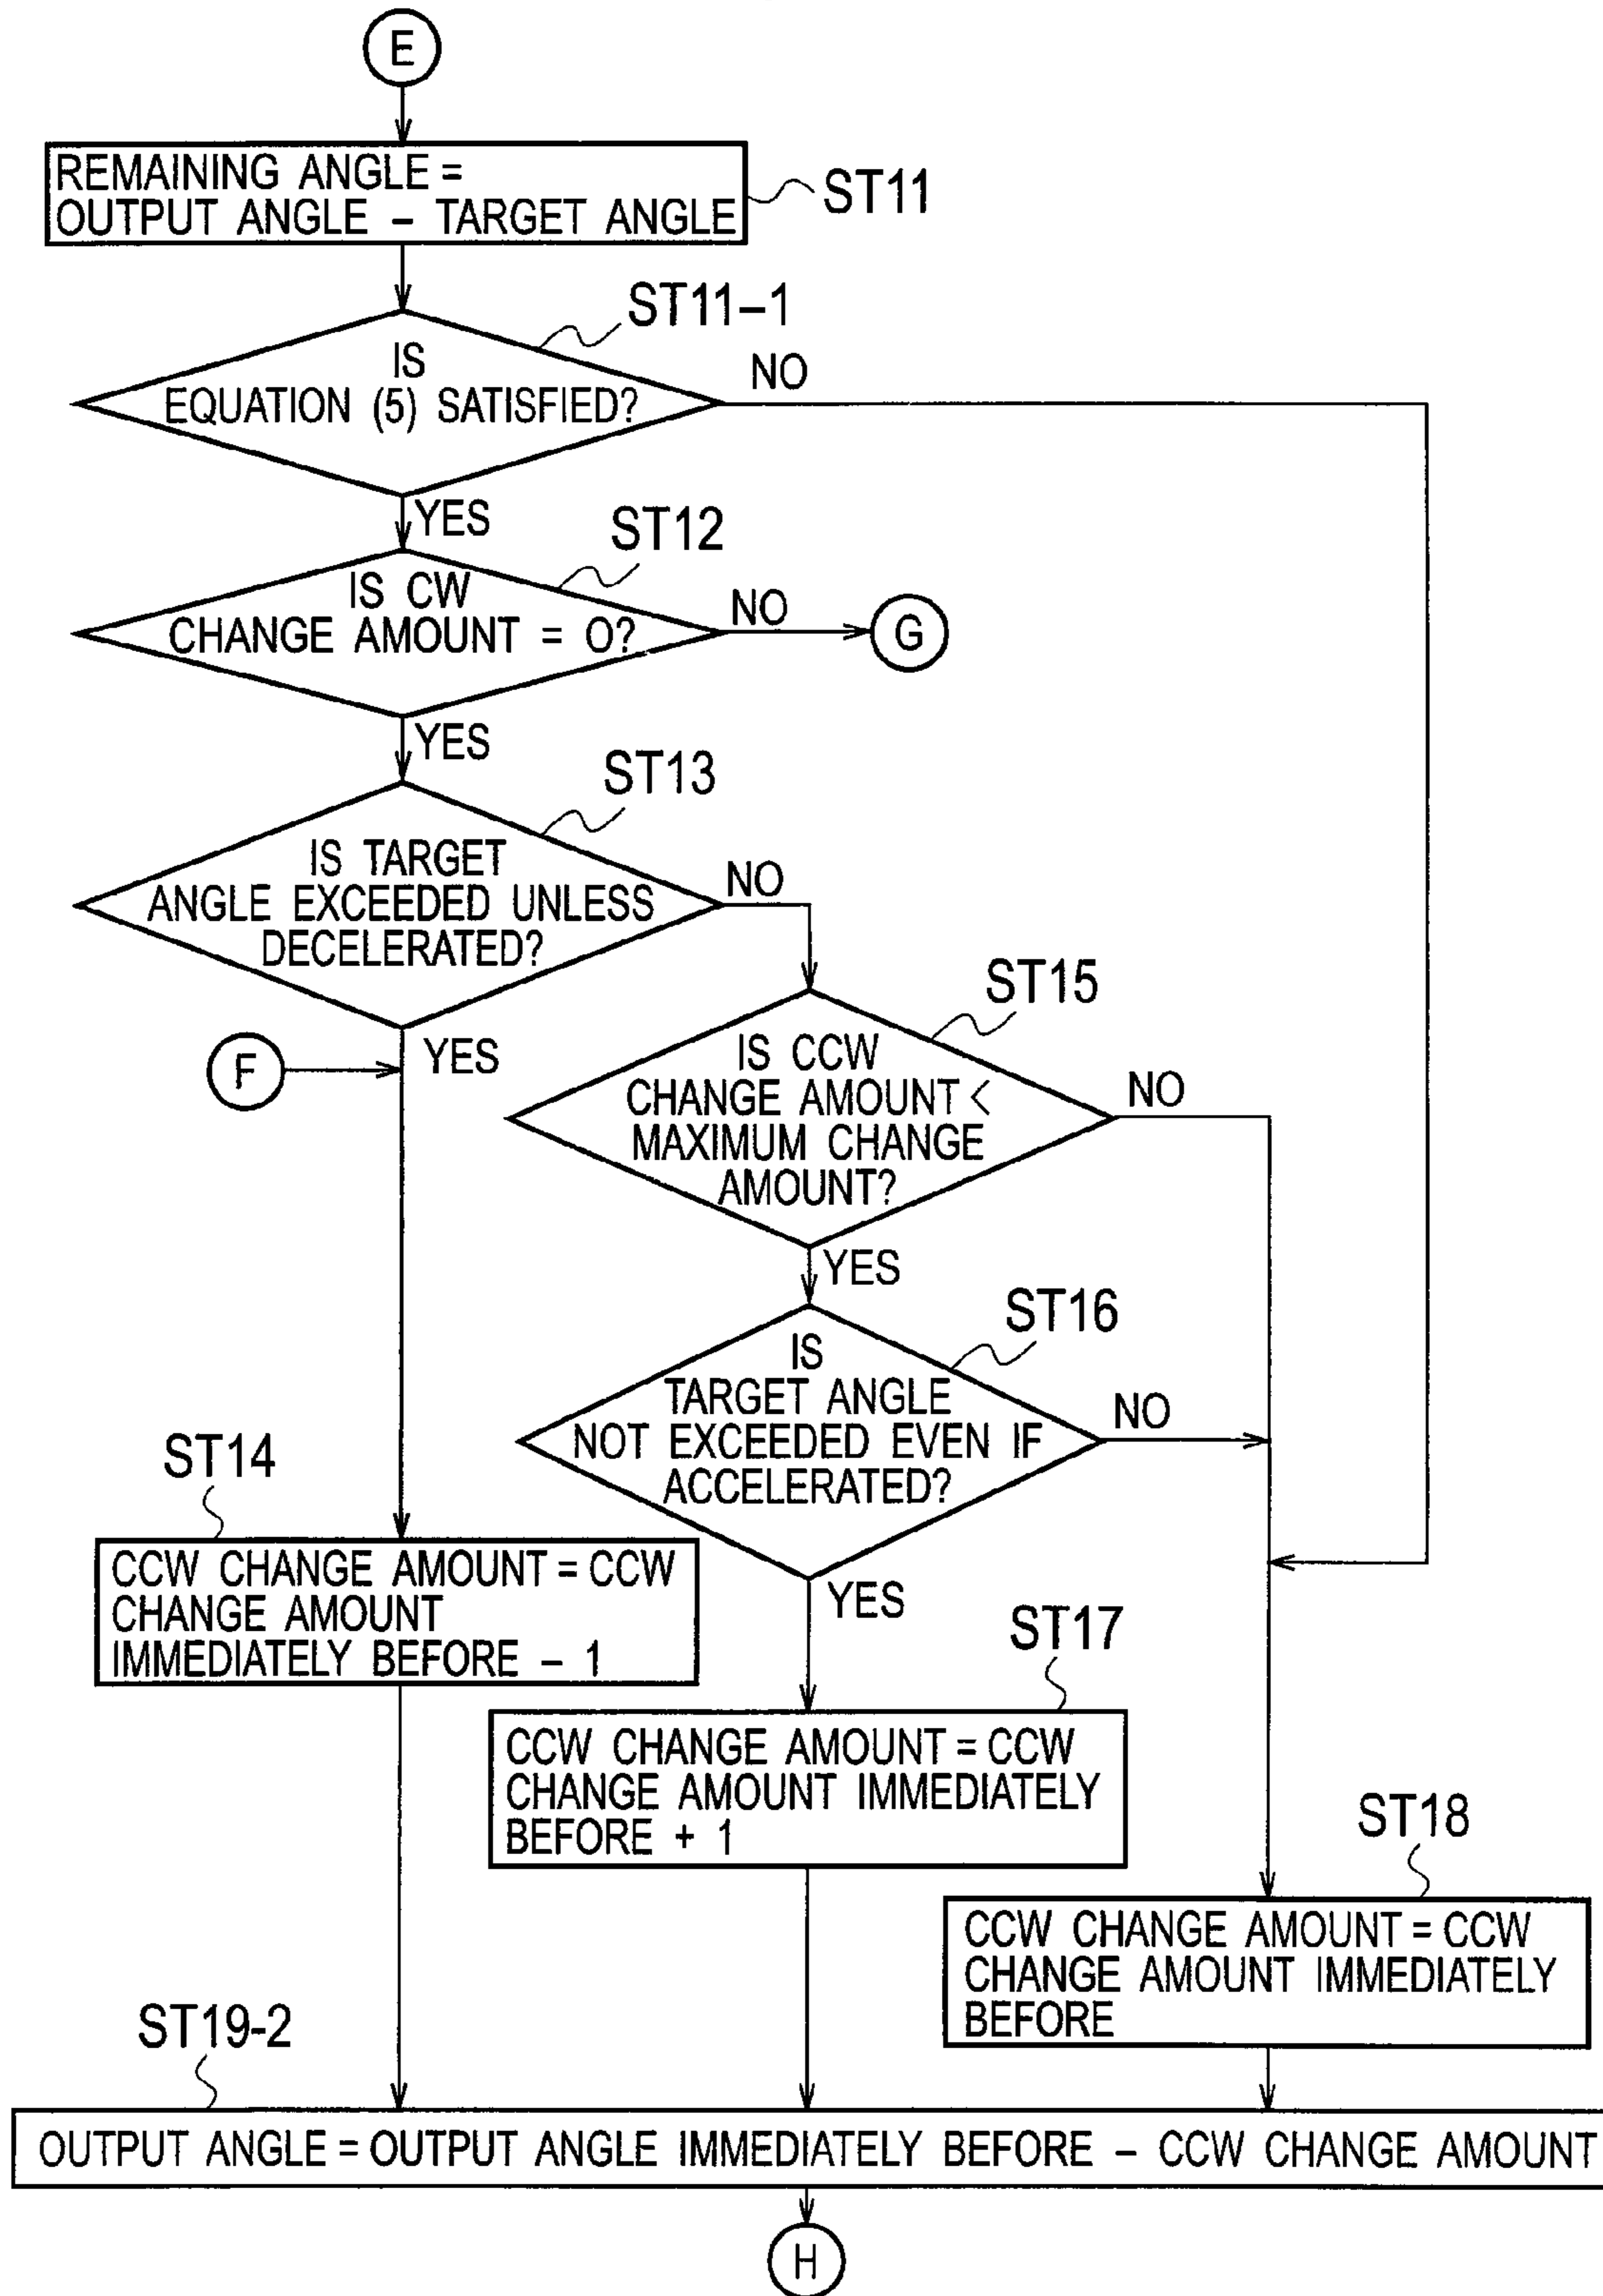 E
REMAINING ANGLE =
OUTPUT ANGLE – TARGET ANGLE
ST11
ST11–1
IS
EQUATION (5) SATISFIED?
NO
YES
ST12
IS CW
CHANGE AMOUNT = O?
NO
G
YES
ST13
IS TARGET
ANGLE EXCEEDED UNLESS
DECELERATED?
NO
YES
F
ST15
IS CCW
CHANGE AMOUNT <
MAXIMUM CHANGE
AMOUNT?
NO
YES
ST16
IS
TARGET ANGLE
NOT EXCEEDED EVEN IF
ACCELERATED?
NO
YES
ST14
CCW CHANGE AMOUNT = CCW
CHANGE AMOUNT
IMMEDIATELY BEFORE – 1
ST17
CCW CHANGE AMOUNT = CCW
CHANGE AMOUNT IMMEDIATELY
BEFORE + 1
ST18
CCW CHANGE AMOUNT = CCW
CHANGE AMOUNT IMMEDIATELY
BEFORE
ST19-2
OUTPUT ANGLE = OUTPUT ANGLE IMMEDIATELY BEFORE – CCW CHANGE AMOUNT
H